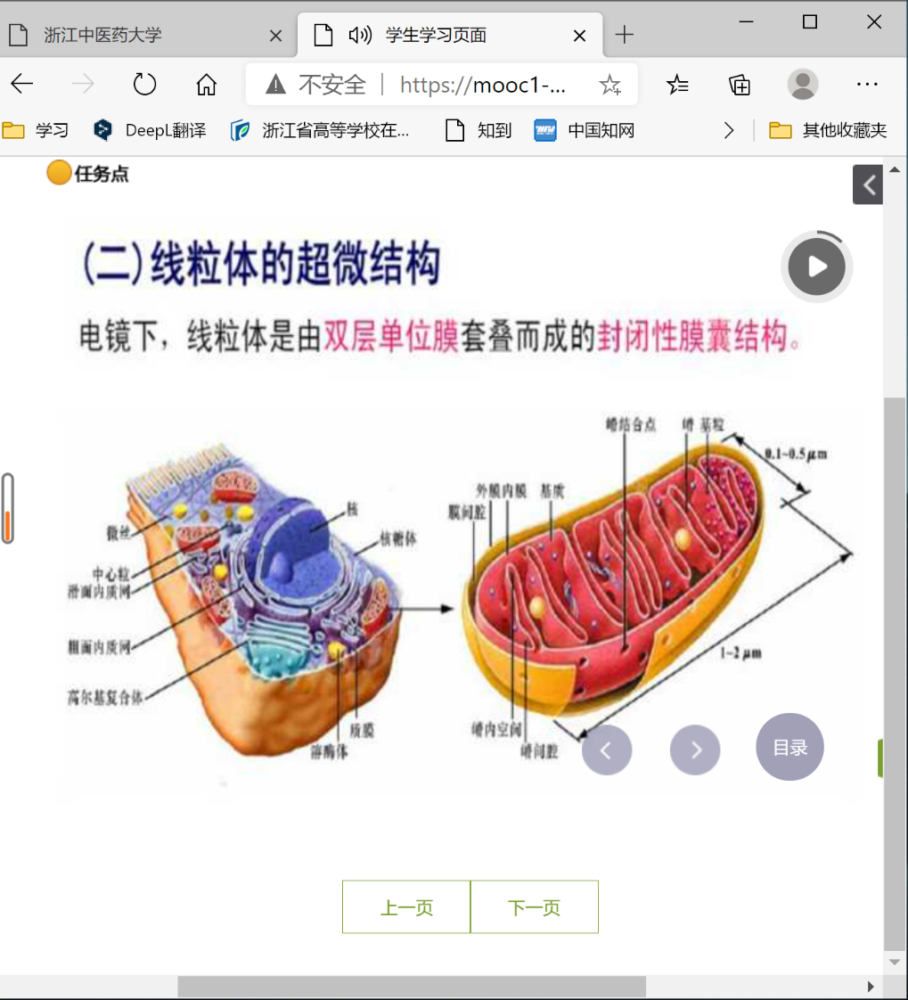 浙江中医药大学
学生学习页面
不安全 | https://mooc1-...
学习
DeepL翻译
浙江省高等学校在...
知到
中国知网
其他收藏夹
任务点
(二)线粒体的超微结构
电镜下，线粒体是由双层单位膜套叠而成的封闭性膜囊结构。
嵴结合点
嵴
基粒
0.1~0.5μm
外膜
内膜
基质
膜间腔
核
微丝
核糖体
中心粒
滑面内质网
粗面内质网
1~2 μm
高尔基复合体
质膜
嵴内空间
溶酶体
嵴间腔
目录
上一页
下一页